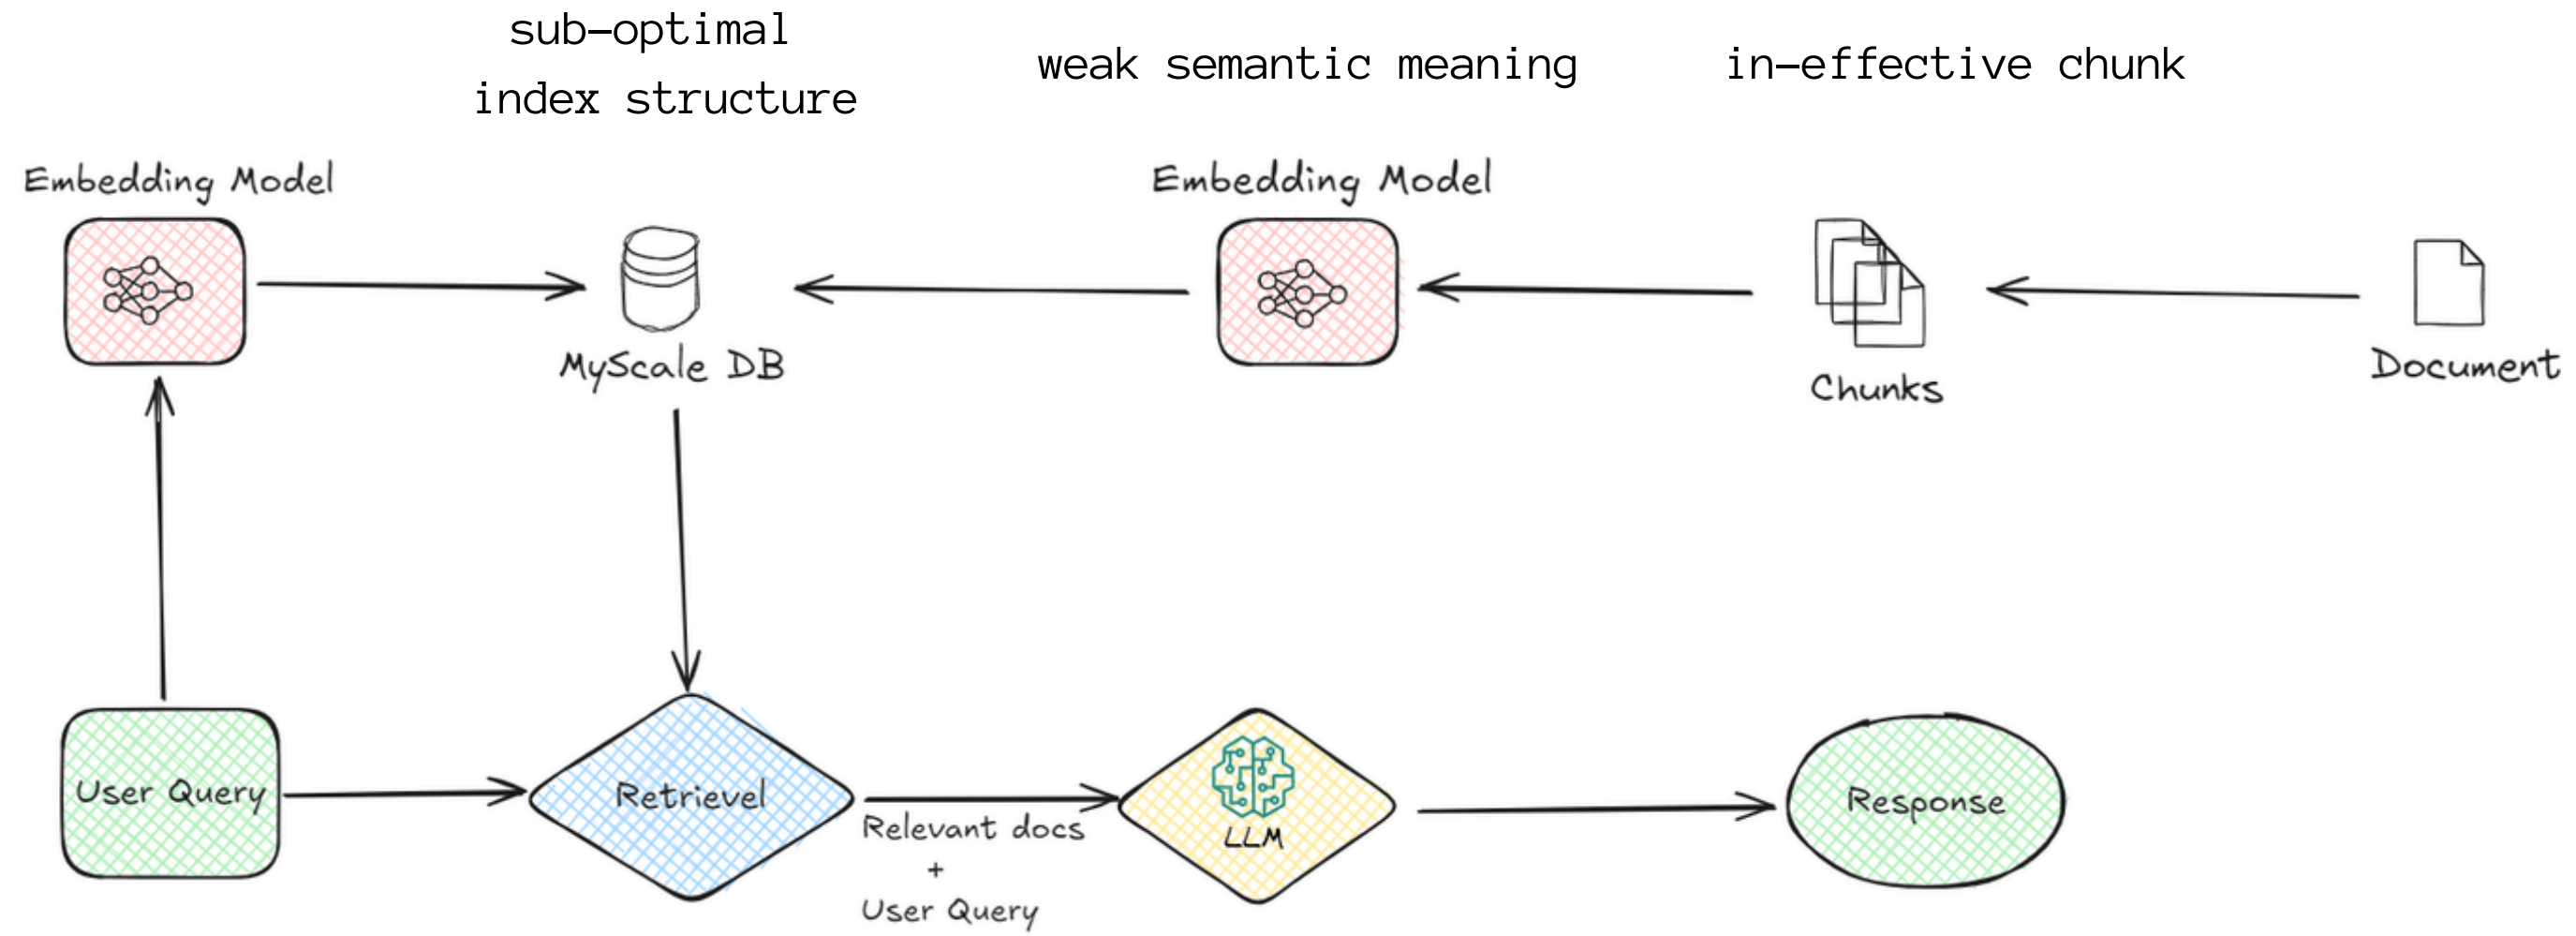 sub-optimal
index structure
weak semantic meaning
in-effective chunk
Embedding Model
Embedding Model
MyScale DB
Chunks
Document
User Query
Retrievel
Relevant docs
+
User Query
LLM
Response